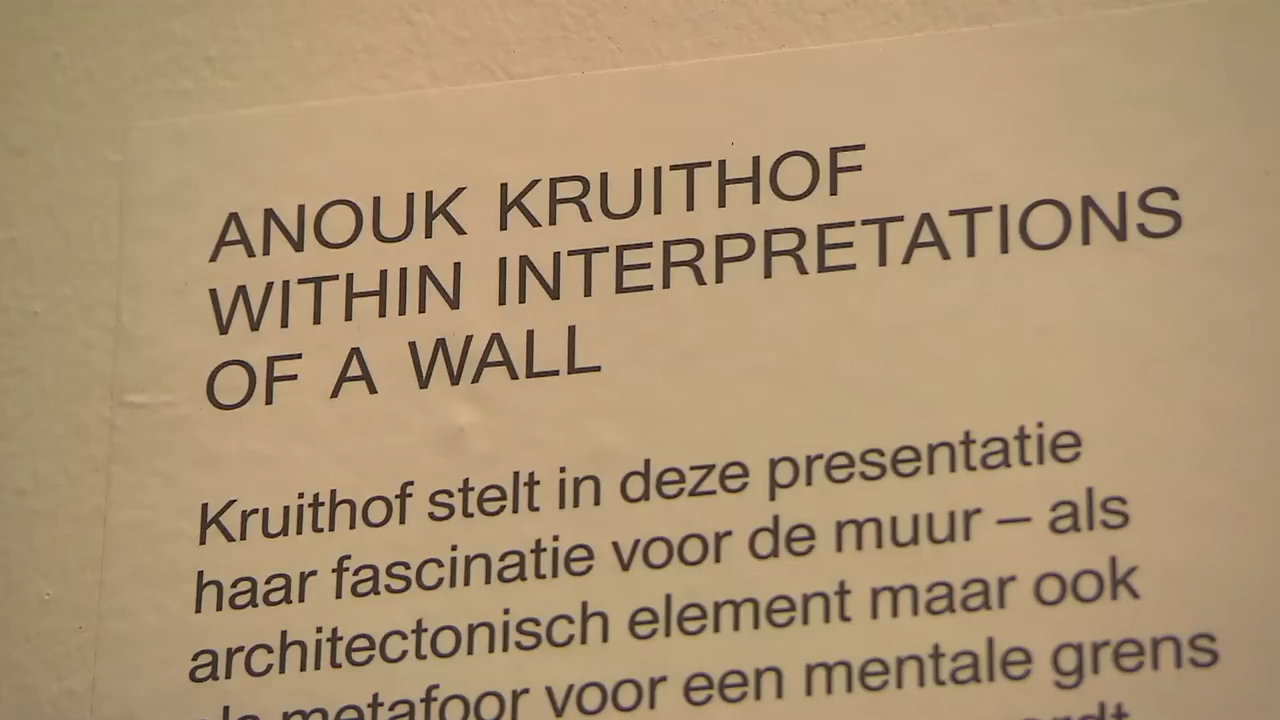 ANOUK KRUITHOF
WITHIN INTERPRETATIONS
OF A WALL
Kruithof stelt in deze presentatie
haar fascinatie voor de muur – als
architectonisch element maar ook
als metafoor voor een mentale grens